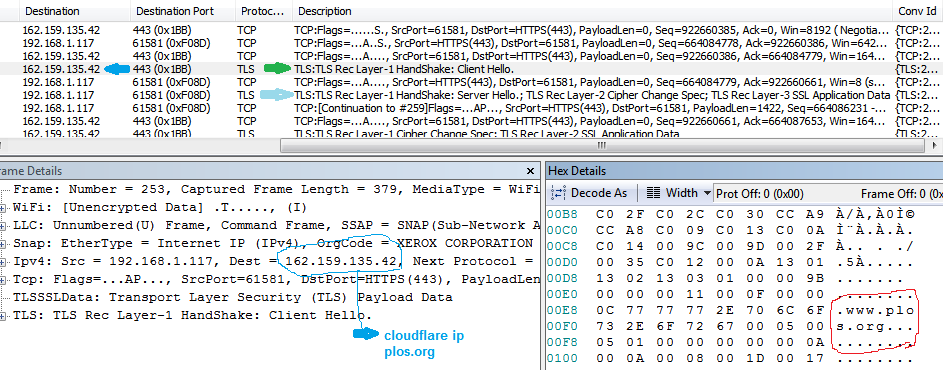 Destination Destination Port Protoc... Description Conv Id
162.159.135.42 443 (0x1BB) TCP TCP:Flags=......S., SrcPort=61581, DstPort=HTTPS(443), PayloadLen=0, Seq=922660385, Ack=0, Win=8192 ( Negotia... {TCP:2...
192.168.1.117 61581 (0xF08D) TCP TCP:Flags=...A..S., SrcPort=HTTPS(443), DstPort=61581, PayloadLen=0, Seq=664084778, Ack=922660386, Win=642... {TCP:2...
162.159.135.42 443 (0x1BB) TCP TCP:Flags=...A...., SrcPort=61581, DstPort=HTTPS(443), PayloadLen=0, Seq=922660386, Ack=664084779, Win=164... {TCP:2...
162.159.135.42 443 (0x1BB) TLS TLS:TLS Rec Layer-1 HandShake: Client Hello. {TLS:2...
192.168.1.117 61581 (0xF08D) TCP TCP:Flags=...A...., SrcPort=HTTPS(443), DstPort=61581, PayloadLen=0, Seq=664084779, Ack=922660661, Win=8 (s... {TCP:2...
192.168.1.117 61581 (0xF08D) TLS TLS:TLS Rec Layer-1 HandShake: Server Hello.; TLS Rec Layer-2 Cipher Change Spec; TLS Rec Layer-3 SSL Application Data {TLS:2...
192.168.1.117 61581 (0xF08D) TCP TCP:[Continuation to #259]Flags=...AP..., SrcPort=HTTPS(443), DstPort=61581, PayloadLen=1422, Seq=664086231 -... {TCP:2...
162.159.135.42 443 (0x1BB) TCP TCP:Flags=...A...., SrcPort=61581, DstPort=HTTPS(443), PayloadLen=0, Seq=922660661, Ack=664087653, Win=164... {TCP:2...
162.159.135.42 443 (0x1BB) TLS TLS:TLS Rec Layer-1 Cipher Change Spec; TLS Rec Layer-2 SSL Application Data {TLS:2...
rame Details
Frame: Number = 253, Captured Frame Length = 379, MediaType = WiFi
WiFi: [Unencrypted Data] .T....., (I)
LLC: Unnumbered(U) Frame, Command Frame, SSAP = SNAP(Sub-Network A
Snap: EtherType = Internet IP (IPv4), OrgCode = XEROX CORPORATION
Ipv4: Src = 192.168.1.117, Dest = 162.159.135.42, Next Protocol =
Tcp: Flags=...AP..., SrcPort=61581, DstPort=HTTPS(443), PayloadLen
TLSSSLData: Transport Layer Security (TLS) Payload Data
TLS: TLS Rec Layer-1 HandShake: Client Hello.
cloudflare ip
plos.org
Hex Details
Decode As Width Prot Off: 0 (0x00) Frame Off: 0
00B8 C0 2F C0 2C C0 30 CC A9 À/À,À0Ì©
00C0 CC A8 C0 09 C0 13 C0 0A Ì¨À.À.À.
00C8 C0 14 00 9C 00 9D 00 2F À...../
00D0 00 35 C0 12 00 0A 13 01 .5À.....
00D8 13 02 13 03 01 00 00 9B ........
00E0 00 00 00 11 00 0F 00 00 ........
00E8 0C 77 77 77 2E 70 6C 6F .www.plo
00F0 73 2E 6F 72 67 00 05 00 s.org...
00F8 05 01 00 00 00 00 00 0A ........
0100 00 0A 00 08 00 1D 00 17 ........